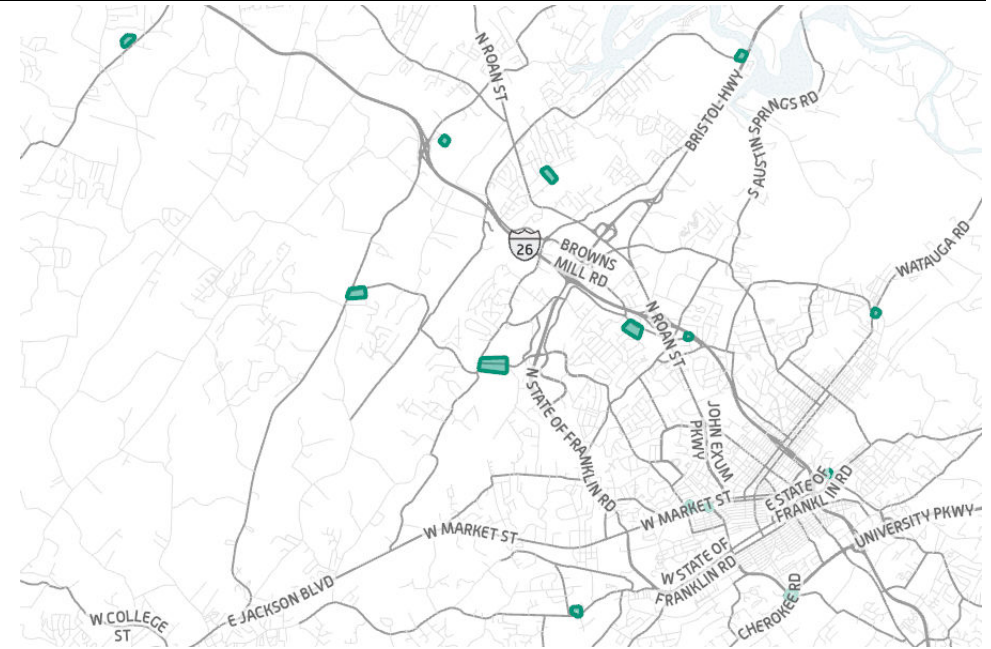 N ROAN ST
BRISTOL HWY
S AUSTIN SPRINGS RD
26
BROWNS
MILL RD
WATAUGA RD
N ROAN ST
N STATE OF FRANKLIN RD
JOHN EXUM
PKWY
E STATE OF
FRANKLIN RD
W MARKET ST
W MARKET ST
UNIVERSITY PKWY
W STATE OF
FRANKLIN RD
E JACKSON BLVD
CHEROKEE RD
W COLLEGE
ST